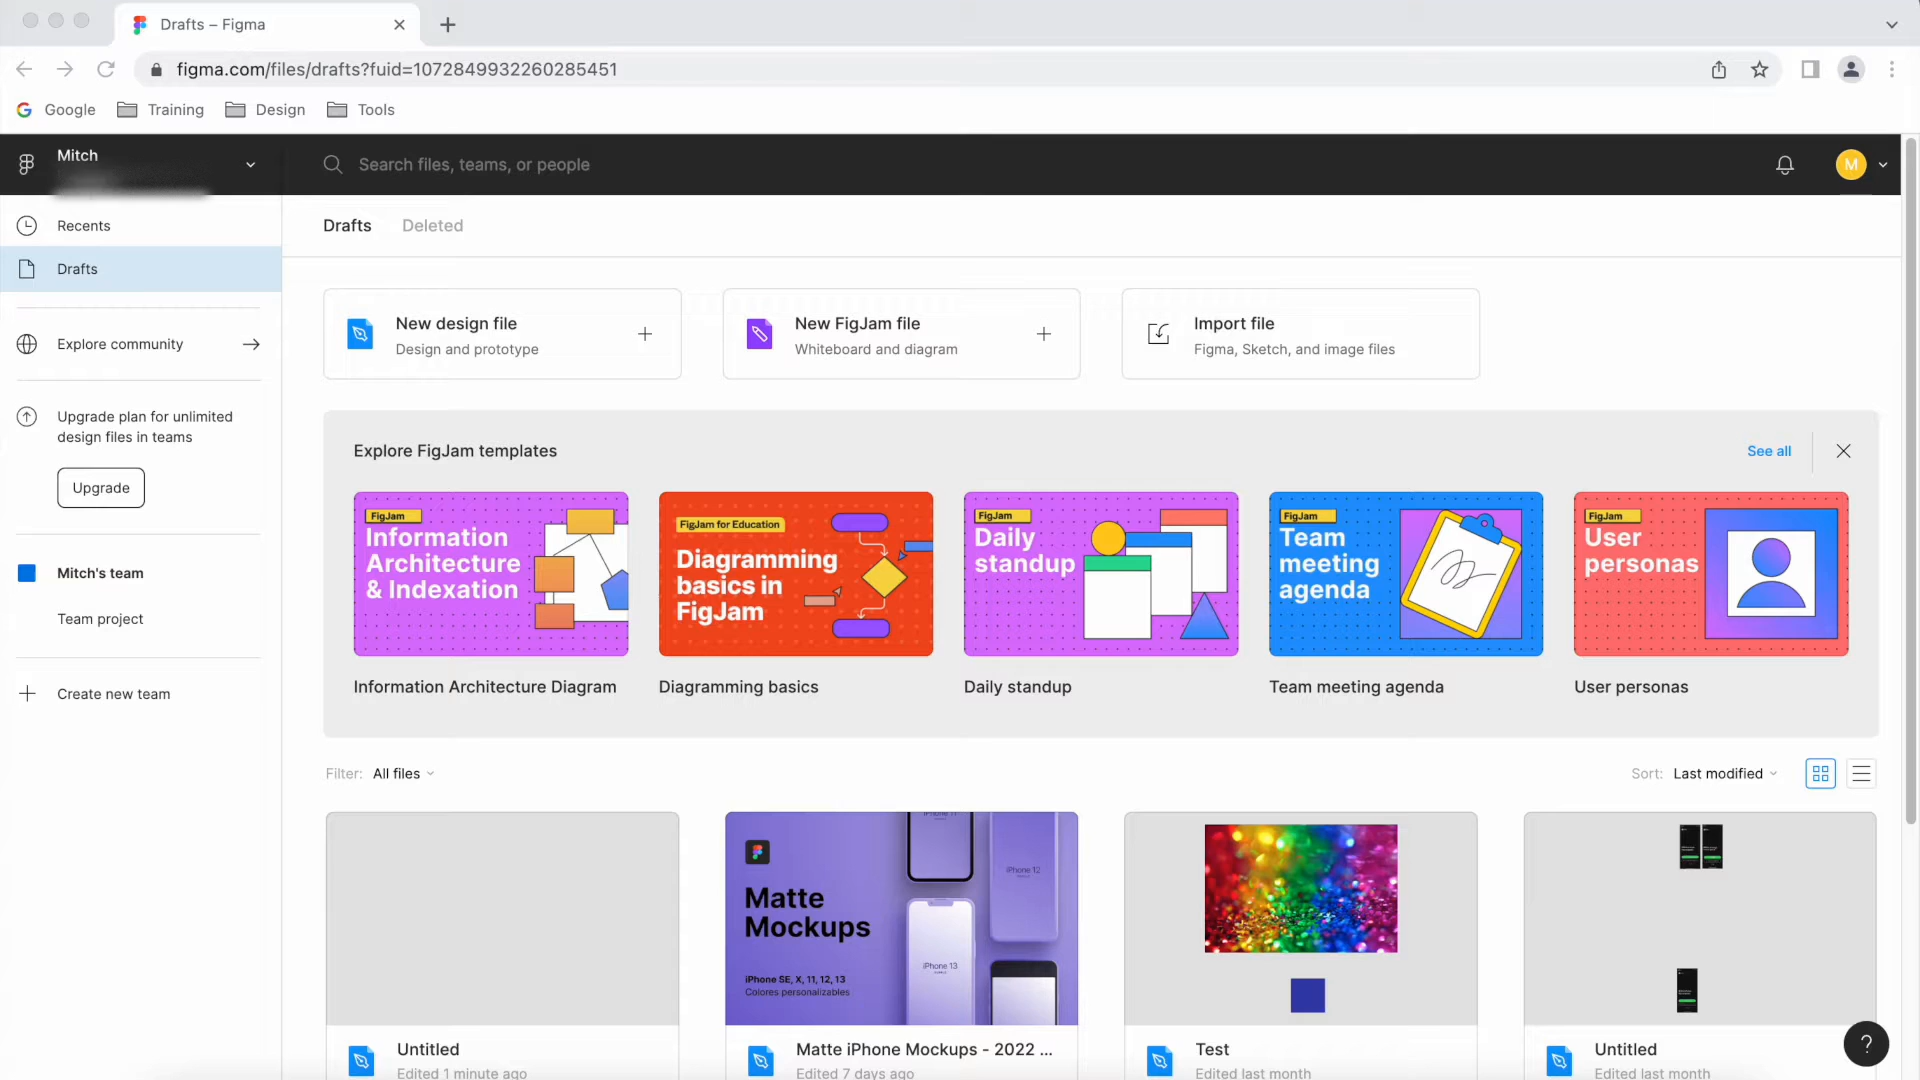 Drafts – Figma
figma.com/files/drafts?fuid=1072849932260285451
Google
Training
Design
Tools
Mitch
Search files, teams, or people
M
Recents
Drafts
Explore community
Upgrade plan for unlimited
design files in teams
Upgrade
Mitch's team
Team project
Create new team
Drafts
Deleted
New design file
Design and prototype
New FigJam file
Whiteboard and diagram
Import file
Figma, Sketch, and image files
Explore FigJam templates
See all
FigJam
Information
Architecture
& Indexation
Information Architecture Diagram
FigJam for Education
Diagramming
basics in
FigJam
Diagramming basics
FigJam
Daily
standup
Daily standup
FigJam
Team
meeting
agenda
Team meeting agenda
FigJam
User
personas
User personas
Filter: All files
Sort: Last modified
Untitled
Edited 1 minute ago
Matte
Mockups
iPhone SE, X, 11, 12, 13
Colores personalizables
iPhone 12
iPhone 13
Matte iPhone Mockups - 2022 ...
Edited 7 days ago
Test
Edited last month
Untitled
Edited last month
?